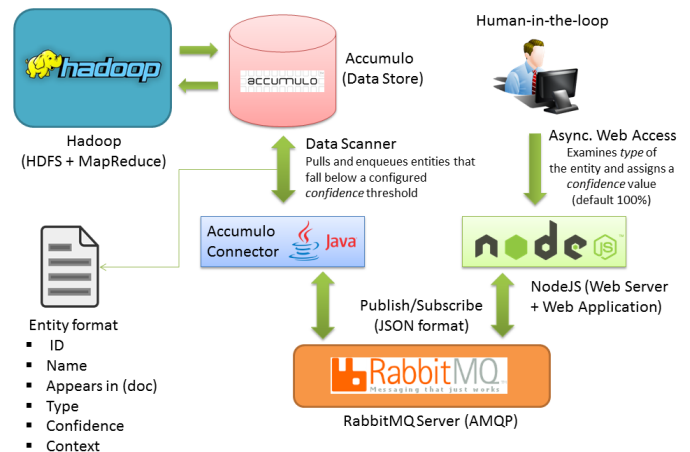 hadoop
Hadoop
(HDFS + MapReduce)
accumulo
Accumulo
(Data Store)
Human-in-the-loop
Data Scanner
Pulls and enqueues entities that
fall below a configured
confidence threshold
Async. Web Access
Examines type of
the entity and assigns a
confidence value
(default 100%)
Accumulo
Connector
Java
node
JS
NodeJS (Web Server
+ Web Application)
Publish/Subscribe
(JSON format)
RabbitMQ
Messaging that just works
RabbitMQ Server (AMQP)
Entity format
▪ ID
▪ Name
▪ Appears in (doc)
▪ Type
▪ Confidence
▪ Context